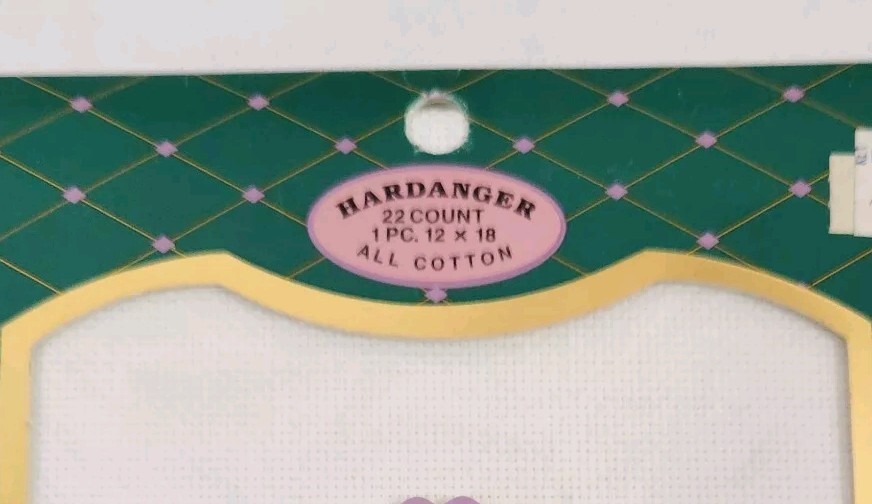 HARDANGER
22 COUNT
1 PC. 12 × 18
ALL COTTON